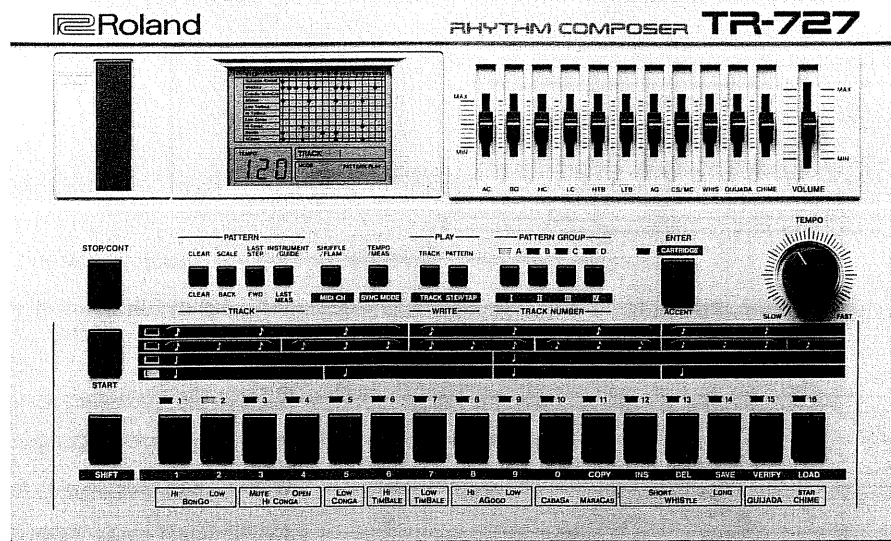 Roland RHYTHM COMPOSER TR-727
120
TRACK
MODE PATTERN PLAY
MAX MAX
MIN MIN
AC BG HC LC HTB LTB AG CS/MC WHIS QUIJADA CHIME VOLUME
TEMPO
SLOW FAST
STOP/CONT
PATTERN PLAY PATTERN GROUP ENTER
CLEAR SCALE LAST STEP INSTRUMENT/GUIDE SHUFFLE/FLAM TEMPO/MEAS TRACK PATTERN A B C D CARTRIDGE
CLEAR BACK FWD LAST MEAS MIDI CH SYNC MODE TRACK STEP/TAP I II III IV ACCENT
TRACK WRITE TRACK NUMBER
START
1 2 3 4 5 6 7 8 9 10 11 12 13 14 15 16
SHIFT 1 2 3 4 5 6 7 8 9 0 COPY INS DEL SAVE VERIFY LOAD
HI LOW BONGO MUTE OPEN HI CONGA LOW CONGA HI TIMBALE LOW TIMBALE HI LOW AGOGO CABASA MARACAS SHORT LONG WHISTLE QUIJADA STAR CHIME